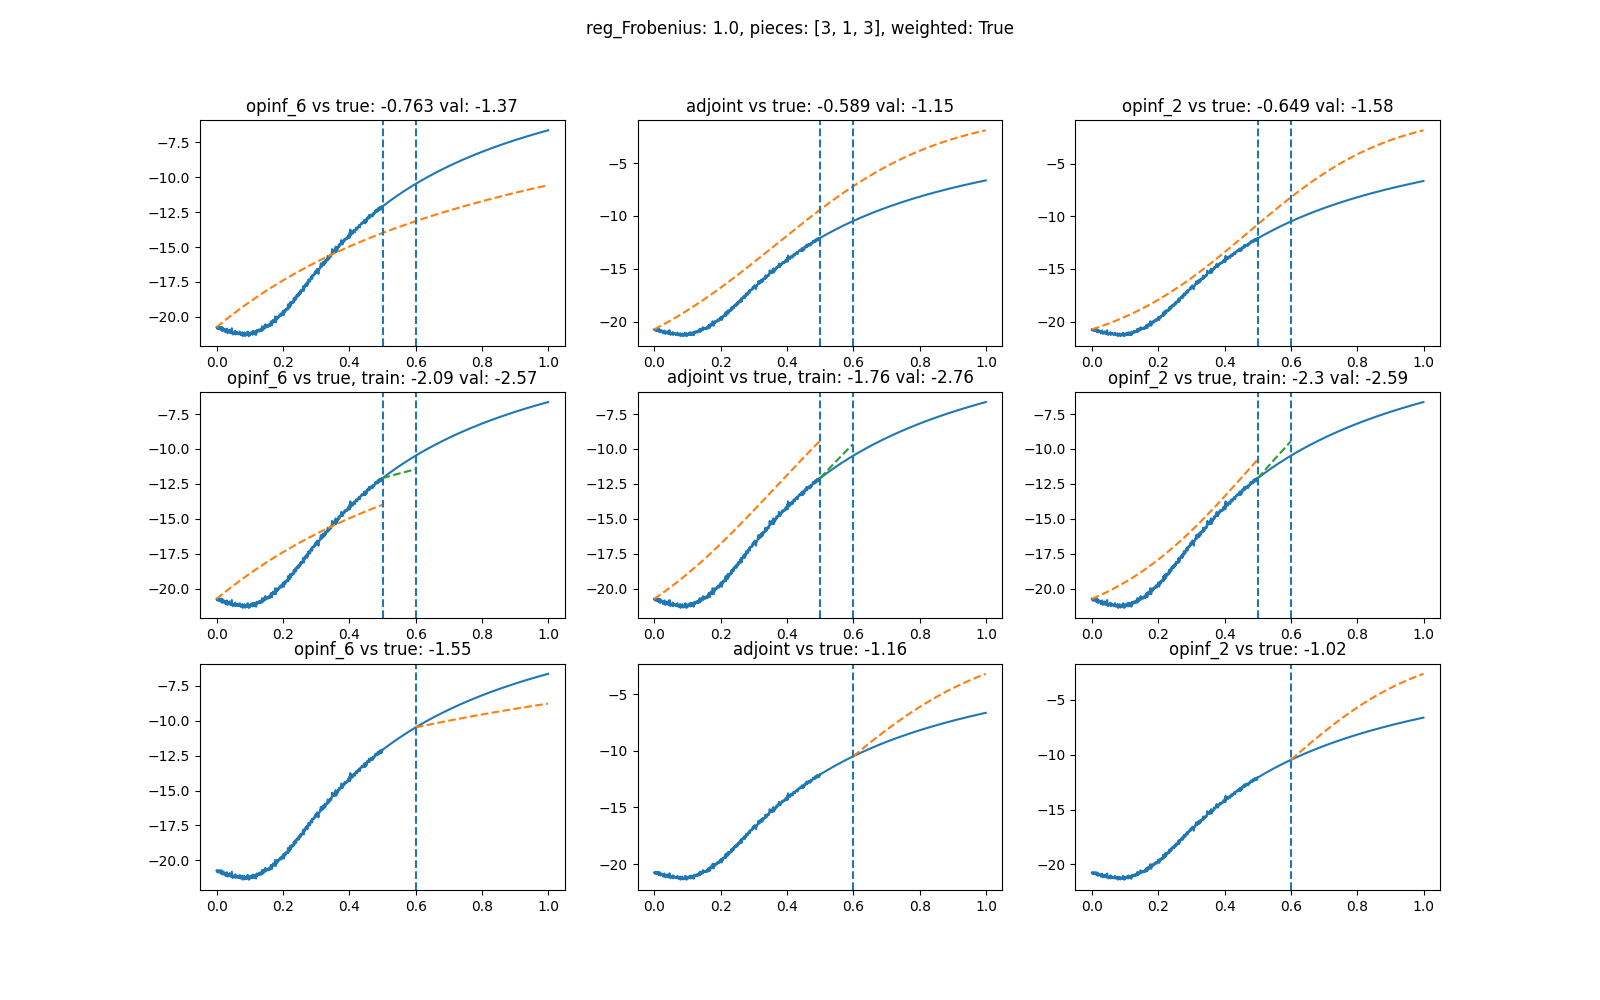 reg_Frobenius: 1.0, pieces: [3, 1, 3], weighted: True
opinf_6 vs true: -0.763 val: -1.37
−7.5
−10.0
−12.5
−15.0
−17.5
−20.0
0.0 0.2 0.4 0.6 0.8 1.0
adjoint vs true: -0.589 val: -1.15
−5
−10
−15
−20
0.0 0.2 0.4 0.6 0.8 1.0
opinf_2 vs true: -0.649 val: -1.58
−5
−10
−15
−20
0.0 0.2 0.4 0.6 0.8 1.0
opinf_6 vs true, train: -2.09 val: -2.57
−7.5
−10.0
−12.5
−15.0
−17.5
−20.0
0.0 0.2 0.4 0.6 0.8 1.0
adjoint vs true, train: -1.76 val: -2.76
−7.5
−10.0
−12.5
−15.0
−17.5
−20.0
0.0 0.2 0.4 0.6 0.8 1.0
opinf_2 vs true, train: -2.3 val: -2.59
−7.5
−10.0
−12.5
−15.0
−17.5
−20.0
0.0 0.2 0.4 0.6 0.8 1.0
opinf_6 vs true: -1.55
−7.5
−10.0
−12.5
−15.0
−17.5
−20.0
0.0 0.2 0.4 0.6 0.8 1.0
adjoint vs true: -1.16
−5
−10
−15
−20
0.0 0.2 0.4 0.6 0.8 1.0
opinf_2 vs true: -1.02
−5
−10
−15
−20
0.0 0.2 0.4 0.6 0.8 1.0